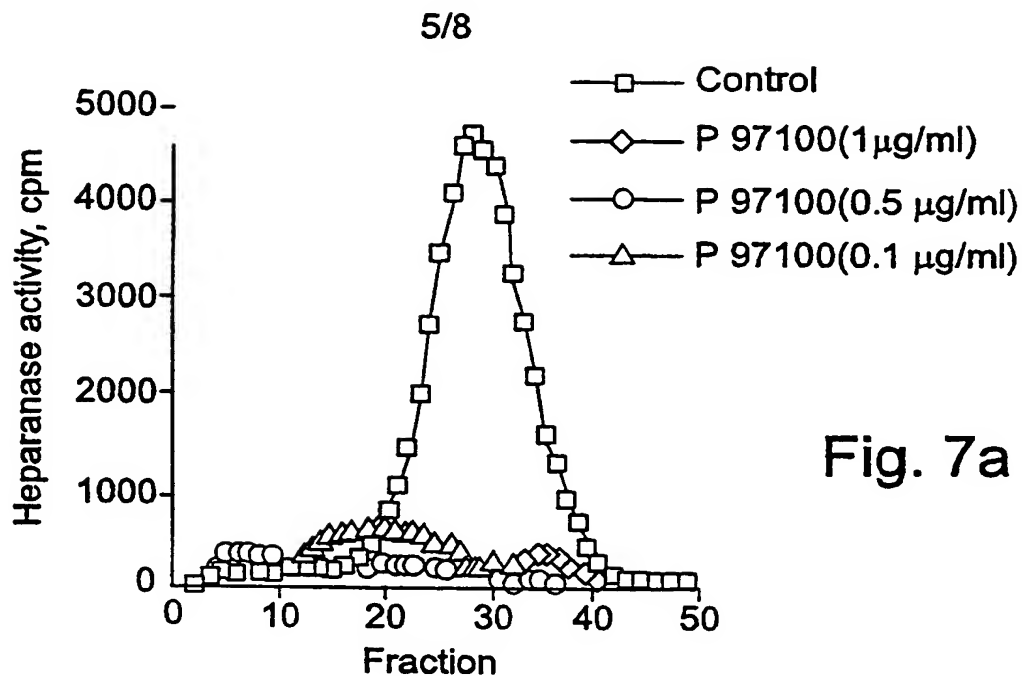 5/8
Control
P 97100(1μg/ml)
P 97100(0.5 μg/ml)
P 97100(0.1 μg/ml)
Heparanase activity, cpm
5000
4000
3000
2000
1000
0
0 10 20 30 40 50
Fraction
Fig. 7a